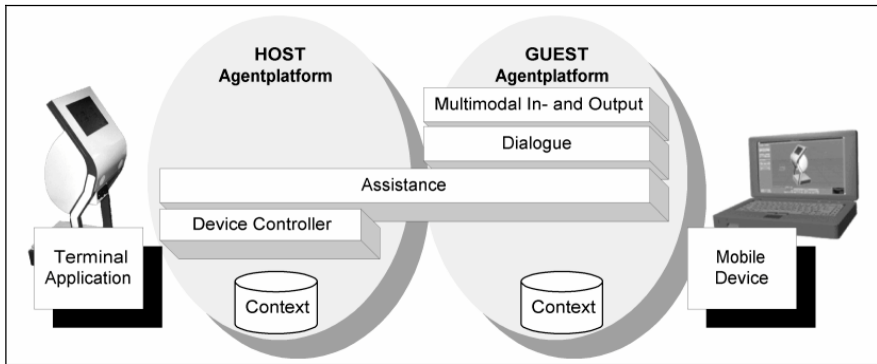 HOST
Agentplatform
GUEST
Agentplatform
Multimodal In- and Output
Dialogue
Assistance
Device Controller
Terminal
Application
Mobile
Device
Context
Context